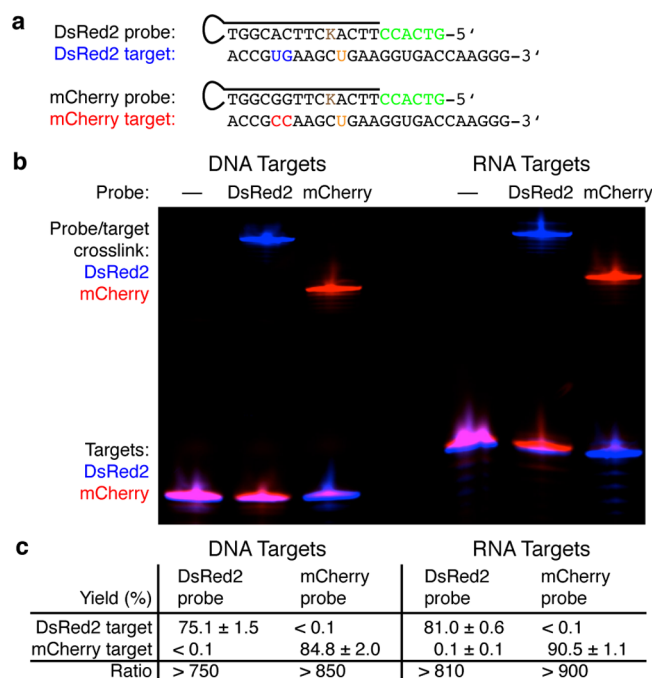 a
DsRed2 probe: TGGCACTTCKACTTCCACTG-5‘
DsRed2 target: ACCGUGAAGCUGAAGGUGACCAAGGG-3‘
mCherry probe: TGGCGGTTCKACTTCCACTG-5‘
mCherry target: ACCGCCAAGCUGAAGGUGACCAAGGG-3‘
b DNA Targets RNA Targets
Probe: — DsRed2 mCherry — DsRed2 mCherry
Probe/target
crosslink:
DsRed2
mCherry
Targets:
DsRed2
mCherry
c DNA Targets RNA Targets
DsRed2 mCherry DsRed2 mCherry
Yield (%) probe probe probe probe
DsRed2 target 75.1 ± 1.5 < 0.1 81.0 ± 0.6 < 0.1
mCherry target < 0.1 84.8 ± 2.0 0.1 ± 0.1 90.5 ± 1.1
Ratio > 750 > 850 > 810 > 900